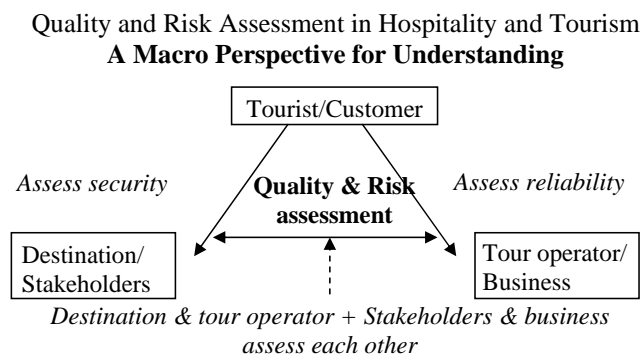 Quality and Risk Assessment in Hospitality and Tourism
A Macro Perspective for Understanding
Tourist/Customer
Assess security
Quality & Risk
assessment
Assess reliability
Destination/
Stakeholders
Tour operator/
Business
Destination & tour operator + Stakeholders & business
assess each other